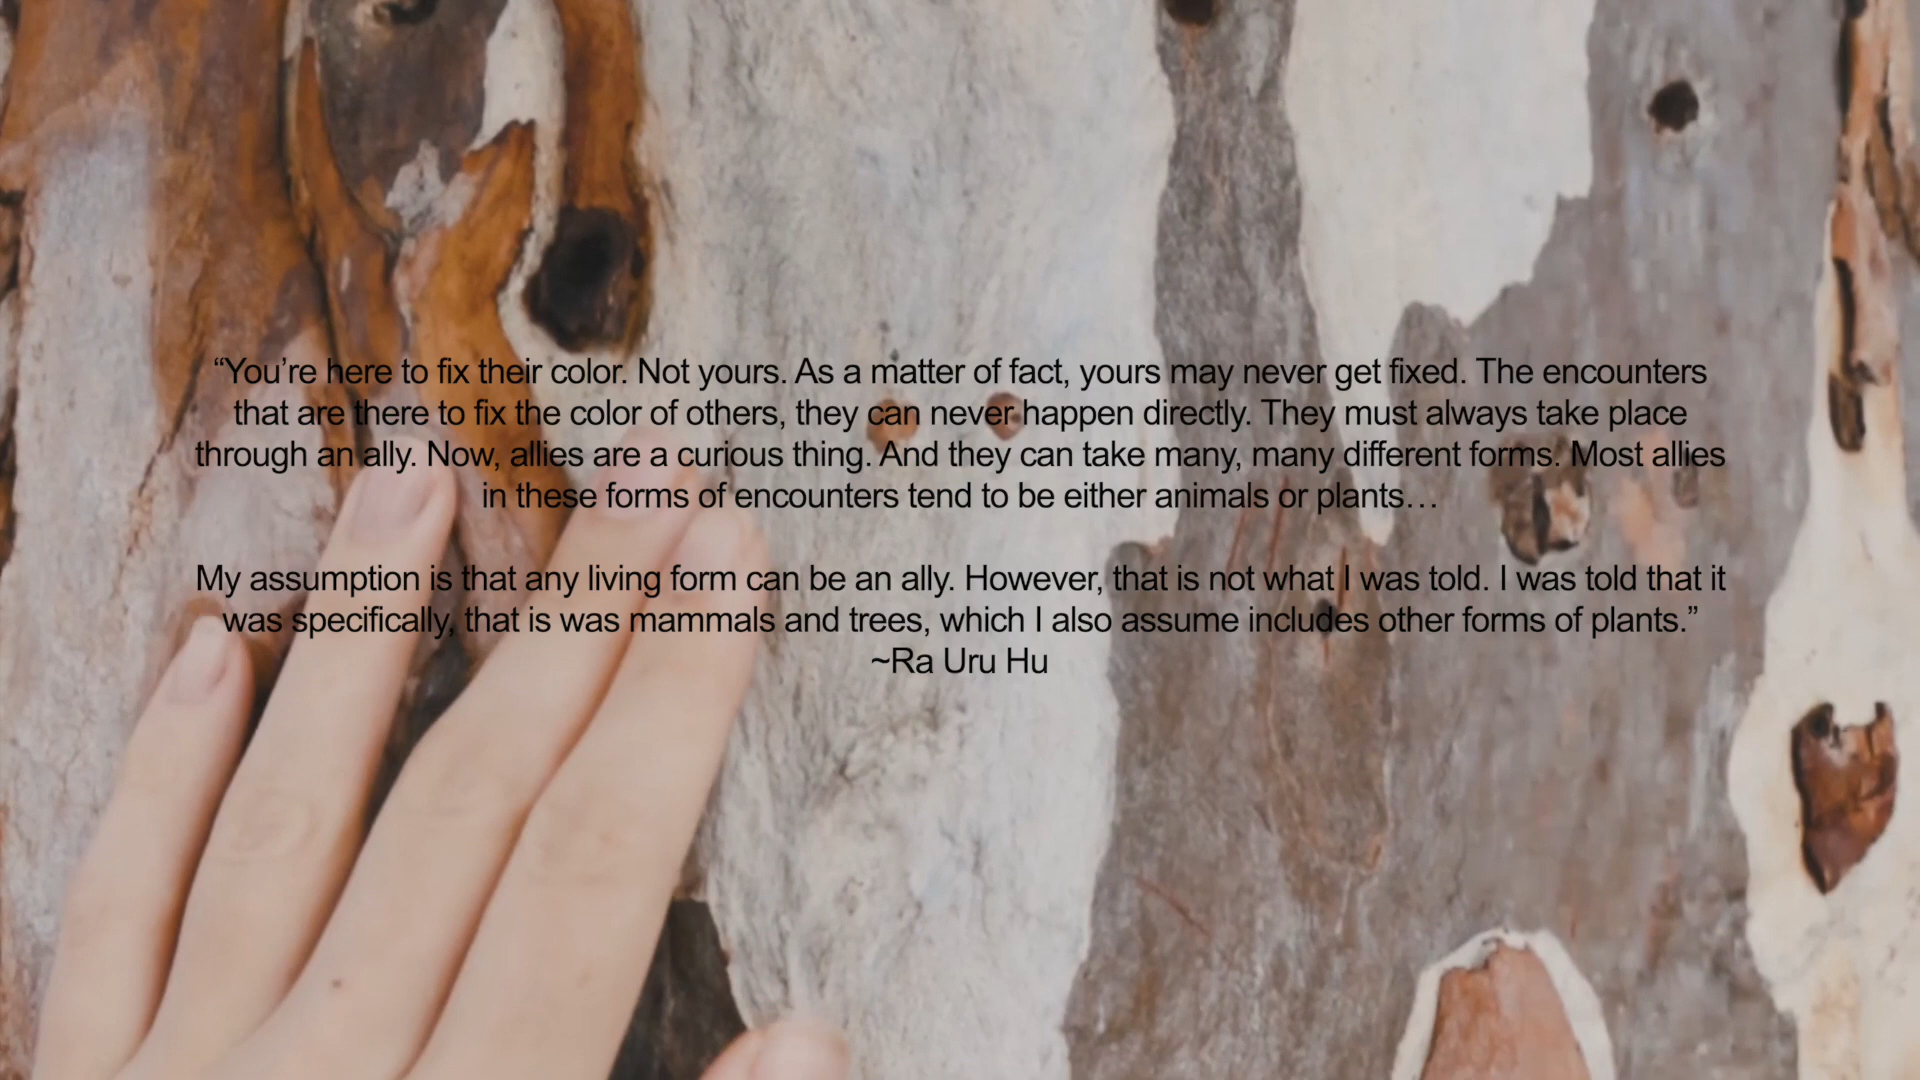 “You’re here to fix their color. Not yours. As a matter of fact, yours may never get fixed. The encounters
that are there to fix the color of others, they can never happen directly. They must always take place
through an ally. Now, allies are a curious thing. And they can take many, many different forms. Most allies
in these forms of encounters tend to be either animals or plants…
My assumption is that any living form can be an ally. However, that is not what I was told. I was told that it
was specifically, that is was mammals and trees, which I also assume includes other forms of plants.”
~Ra Uru Hu